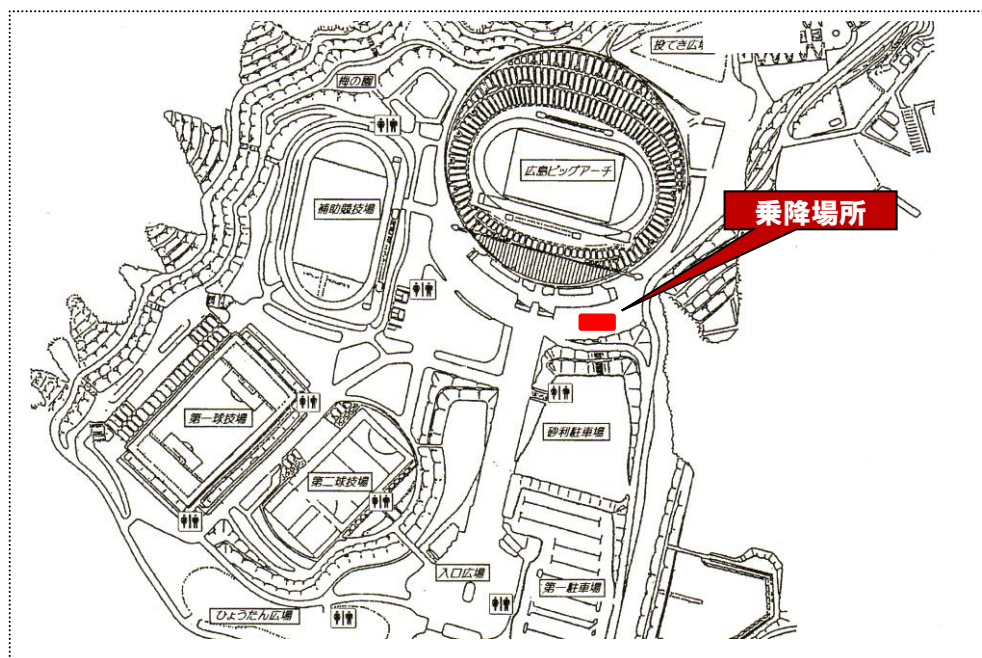 投てき広場
梅の園
広島ビッグアーチ
補助競技場
乗降場所
第一球技場
砂利駐車場
第二球技場
入口広場
第一駐車場
ひょうたん広場